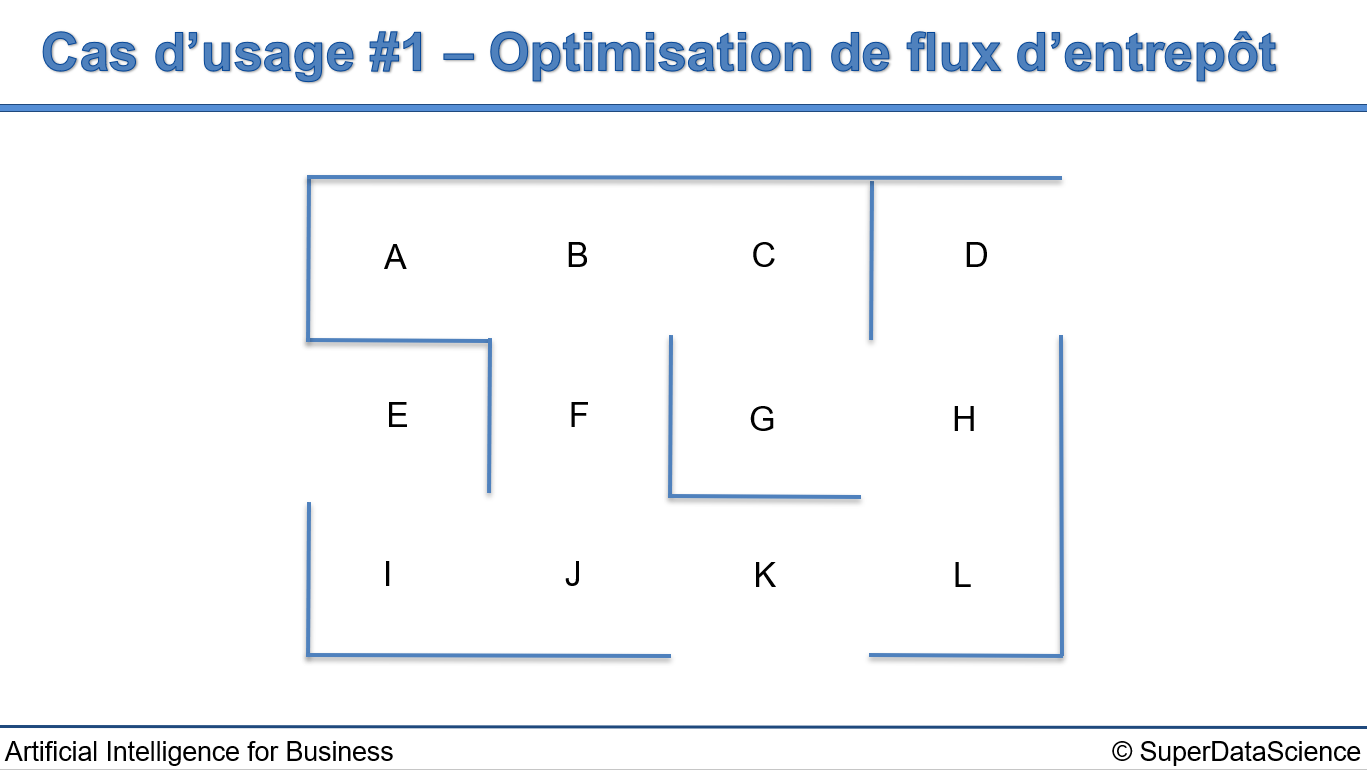 Cas d’usage #1 – Optimisation de flux d’entrepôt
A B C D
E F G H
I J K L
Artificial Intelligence for Business
© SuperDataScience